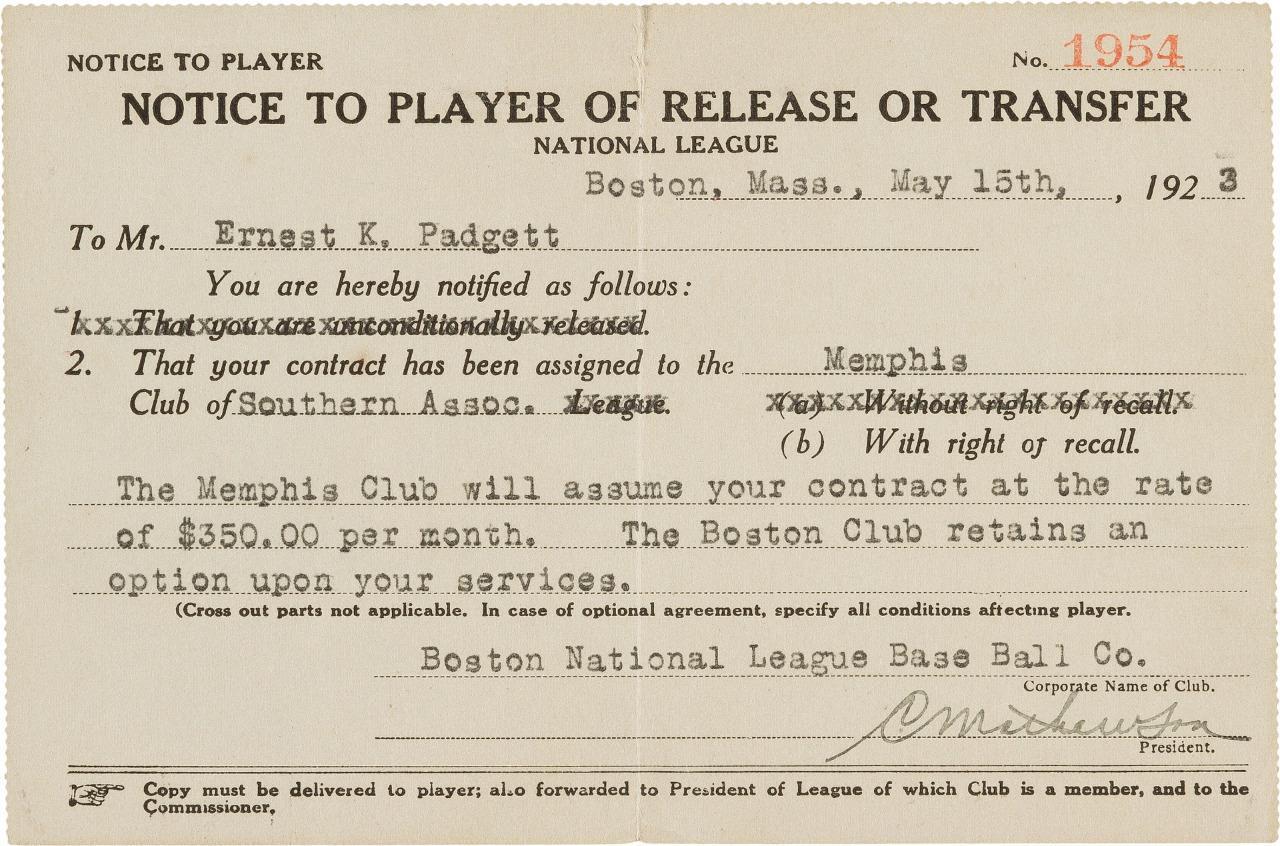 NOTICE TO PLAYER
No. 1954
NOTICE TO PLAYER OF RELEASE OR TRANSFER
NATIONAL LEAGUE
Boston, Mass., May 15th, , 192 3
To Mr. Ernest K. Padgett
You are hereby notified as follows:
1. That you are unconditionally released.
2. That your contract has been assigned to the Memphis
Club of Southern Assoc. League. (a) Without right of recall.
(b) With right of recall.
The Memphis Club will assume your contract at the rate
of $350.00 per month. The Boston Club retains an
option upon your services.
(Cross out parts not applicable. In case of optional agreement, specify all conditions affecting player.
Boston National League Base Ball Co.
Corporate Name of Club.
C Mathewson
President.
Copy must be delivered to player; also forwarded to President of League of which Club is a member, and to the
Commissioner.